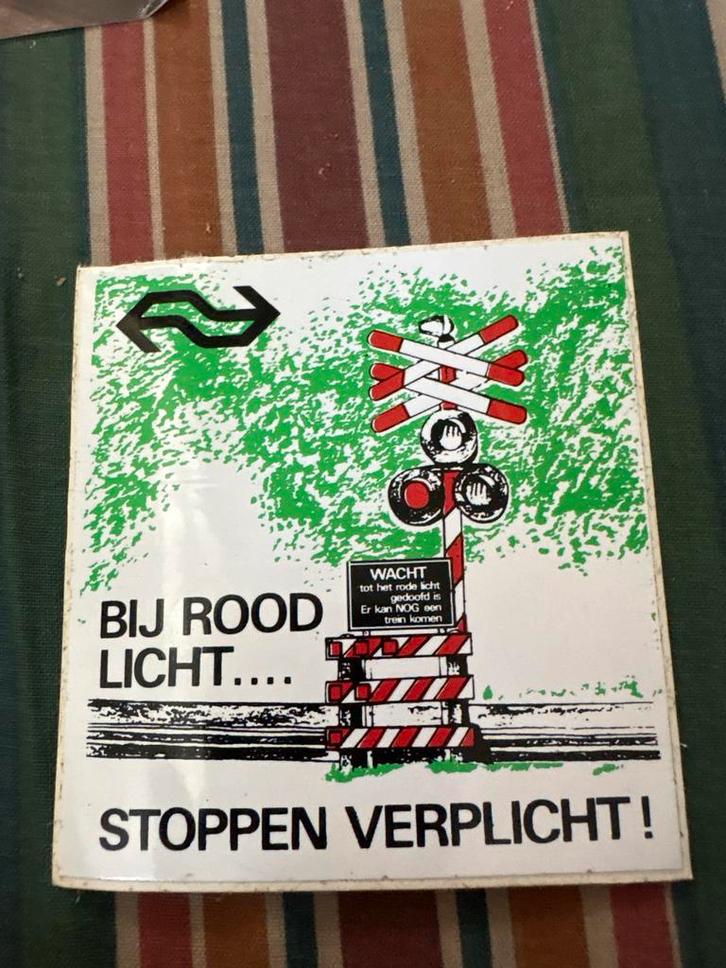 WACHT
tot het rode licht
gedoofd is
Er kan NOG een
trein komen
BIJ ROOD
LICHT....
STOPPEN VERPLICHT!